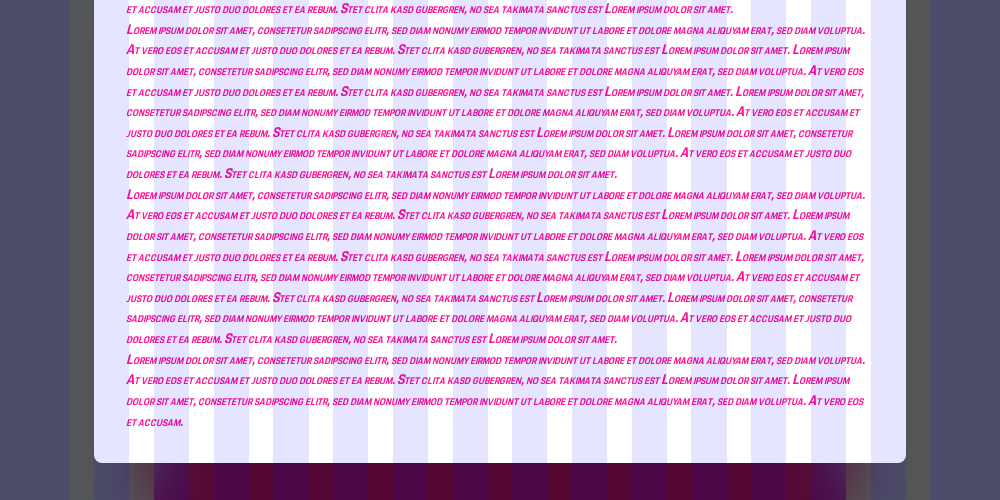 et accusam et justo duo dolores et ea rebum. Stet clita kasd gubergren, no sea takimata sanctus est Lorem ipsum dolor sit amet.
Lorem ipsum dolor sit amet, consetetur sadipscing elitr, sed diam nonumy eirmod tempor invidunt ut labore et dolore magna aliquyam erat, sed diam voluptua.
At vero eos et accusam et justo duo dolores et ea rebum. Stet clita kasd gubergren, no sea takimata sanctus est Lorem ipsum dolor sit amet. Lorem ipsum
dolor sit amet, consetetur sadipscing elitr, sed diam nonumy eirmod tempor invidunt ut labore et dolore magna aliquyam erat, sed diam voluptua. At vero eos
et accusam et justo duo dolores et ea rebum. Stet clita kasd gubergren, no sea takimata sanctus est Lorem ipsum dolor sit amet. Lorem ipsum dolor sit amet,
consetetur sadipscing elitr, sed diam nonumy eirmod tempor invidunt ut labore et dolore magna aliquyam erat, sed diam voluptua. At vero eos et accusam et
justo duo dolores et ea rebum. Stet clita kasd gubergren, no sea takimata sanctus est Lorem ipsum dolor sit amet. Lorem ipsum dolor sit amet, consetetur
sadipscing elitr, sed diam nonumy eirmod tempor invidunt ut labore et dolore magna aliquyam erat, sed diam voluptua. At vero eos et accusam et justo duo
dolores et ea rebum. Stet clita kasd gubergren, no sea takimata sanctus est Lorem ipsum dolor sit amet.
Lorem ipsum dolor sit amet, consetetur sadipscing elitr, sed diam nonumy eirmod tempor invidunt ut labore et dolore magna aliquyam erat, sed diam voluptua.
At vero eos et accusam et justo duo dolores et ea rebum. Stet clita kasd gubergren, no sea takimata sanctus est Lorem ipsum dolor sit amet. Lorem ipsum
dolor sit amet, consetetur sadipscing elitr, sed diam nonumy eirmod tempor invidunt ut labore et dolore magna aliquyam erat, sed diam voluptua. At vero eos
et accusam et justo duo dolores et ea rebum. Stet clita kasd gubergren, no sea takimata sanctus est Lorem ipsum dolor sit amet. Lorem ipsum dolor sit amet,
consetetur sadipscing elitr, sed diam nonumy eirmod tempor invidunt ut labore et dolore magna aliquyam erat, sed diam voluptua. At vero eos et accusam et
justo duo dolores et ea rebum. Stet clita kasd gubergren, no sea takimata sanctus est Lorem ipsum dolor sit amet. Lorem ipsum dolor sit amet, consetetur
sadipscing elitr, sed diam nonumy eirmod tempor invidunt ut labore et dolore magna aliquyam erat, sed diam voluptua. At vero eos et accusam et justo duo
dolores et ea rebum. Stet clita kasd gubergren, no sea takimata sanctus est Lorem ipsum dolor sit amet.
Lorem ipsum dolor sit amet, consetetur sadipscing elitr, sed diam nonumy eirmod tempor invidunt ut labore et dolore magna aliquyam erat, sed diam voluptua.
At vero eos et accusam et justo duo dolores et ea rebum. Stet clita kasd gubergren, no sea takimata sanctus est Lorem ipsum dolor sit amet. Lorem ipsum
dolor sit amet, consetetur sadipscing elitr, sed diam nonumy eirmod tempor invidunt ut labore et dolore magna aliquyam erat, sed diam voluptua. At vero eos
et accusam.